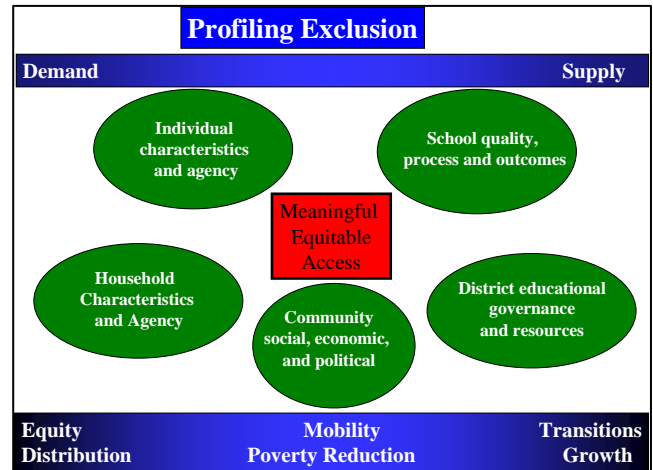 Profiling Exclusion
Demand Supply
Individual
characteristics
and agency
School quality,
process and outcomes
Meaningful
Equitable
Access
Household
Characteristics
and Agency
District educational
governance
and resources
Community
social, economic,
and political
Equity Mobility Transitions
Distribution Poverty Reduction Growth